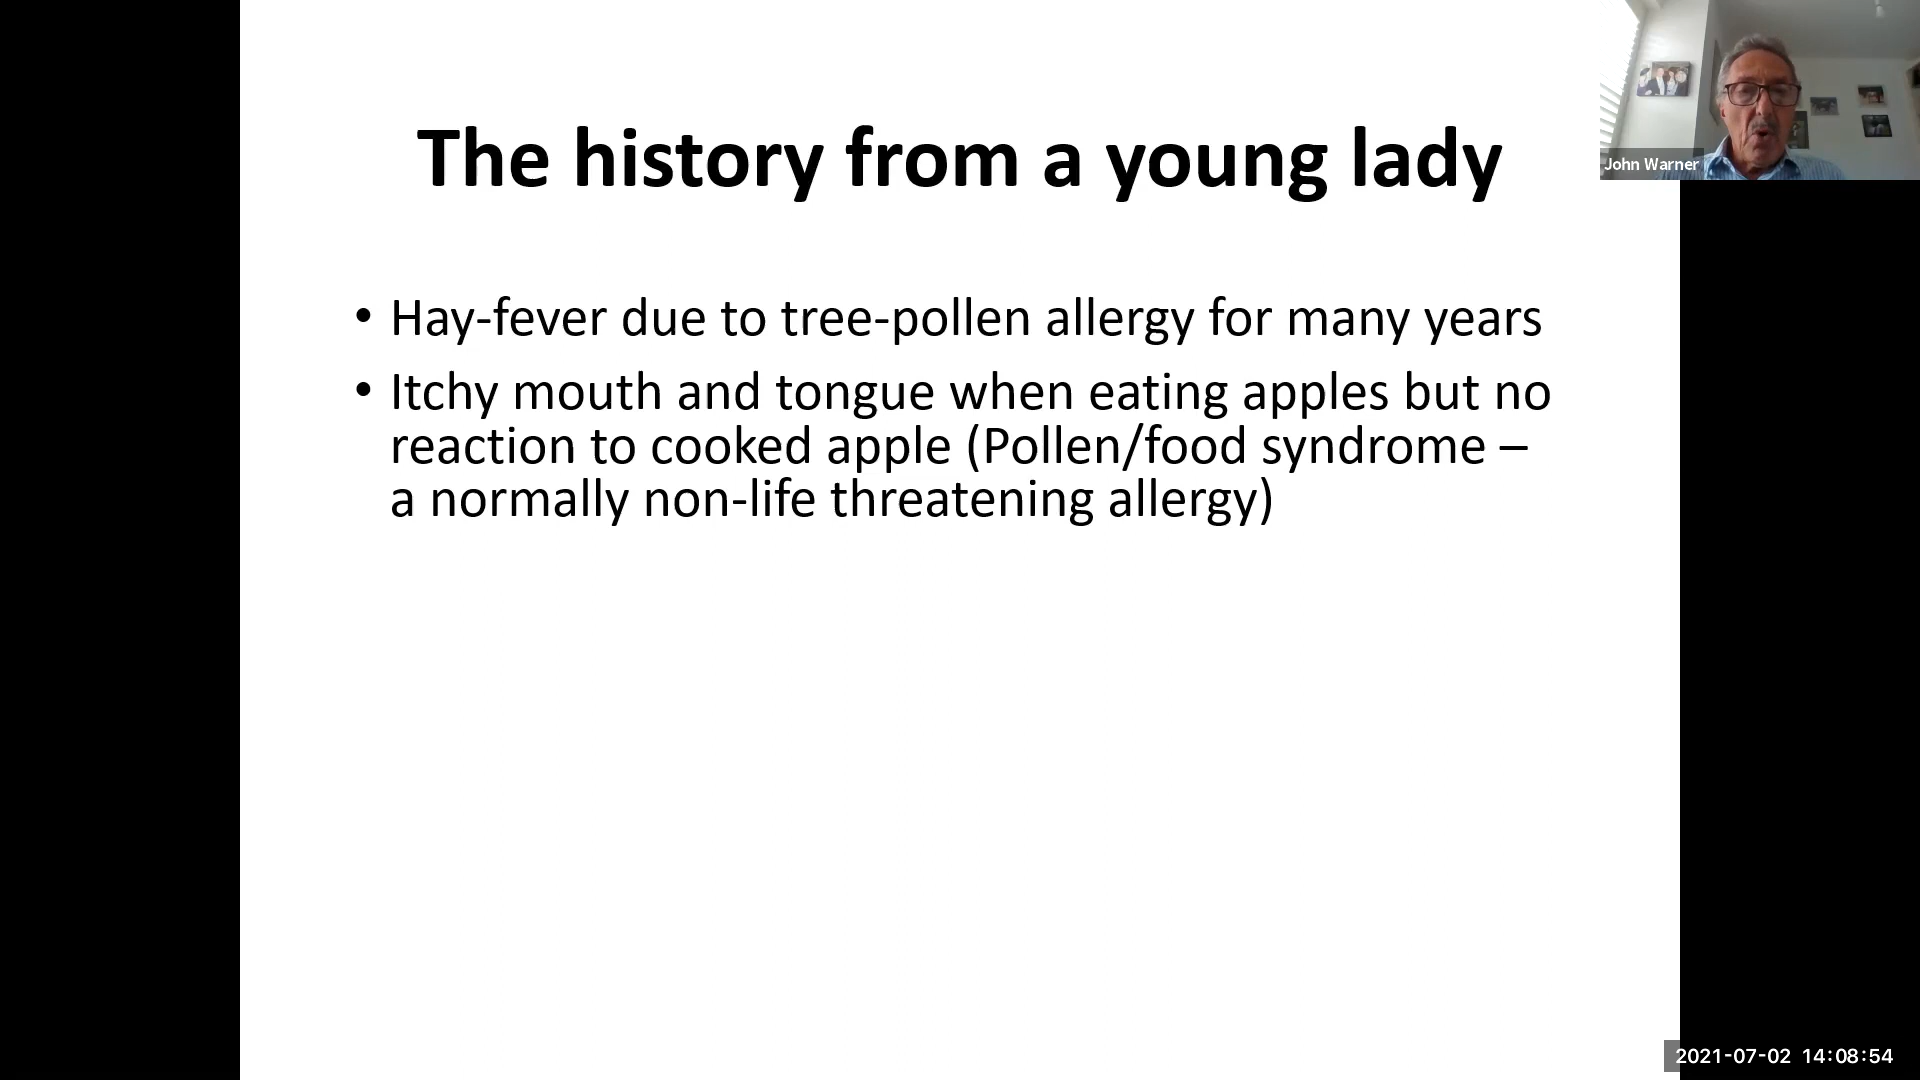 The history from a young lady
John Warner
• Hay-fever due to tree-pollen allergy for many years
• Itchy mouth and tongue when eating apples but no
reaction to cooked apple (Pollen/food syndrome –
a normally non-life threatening allergy)
2021-07-02 14:08:54